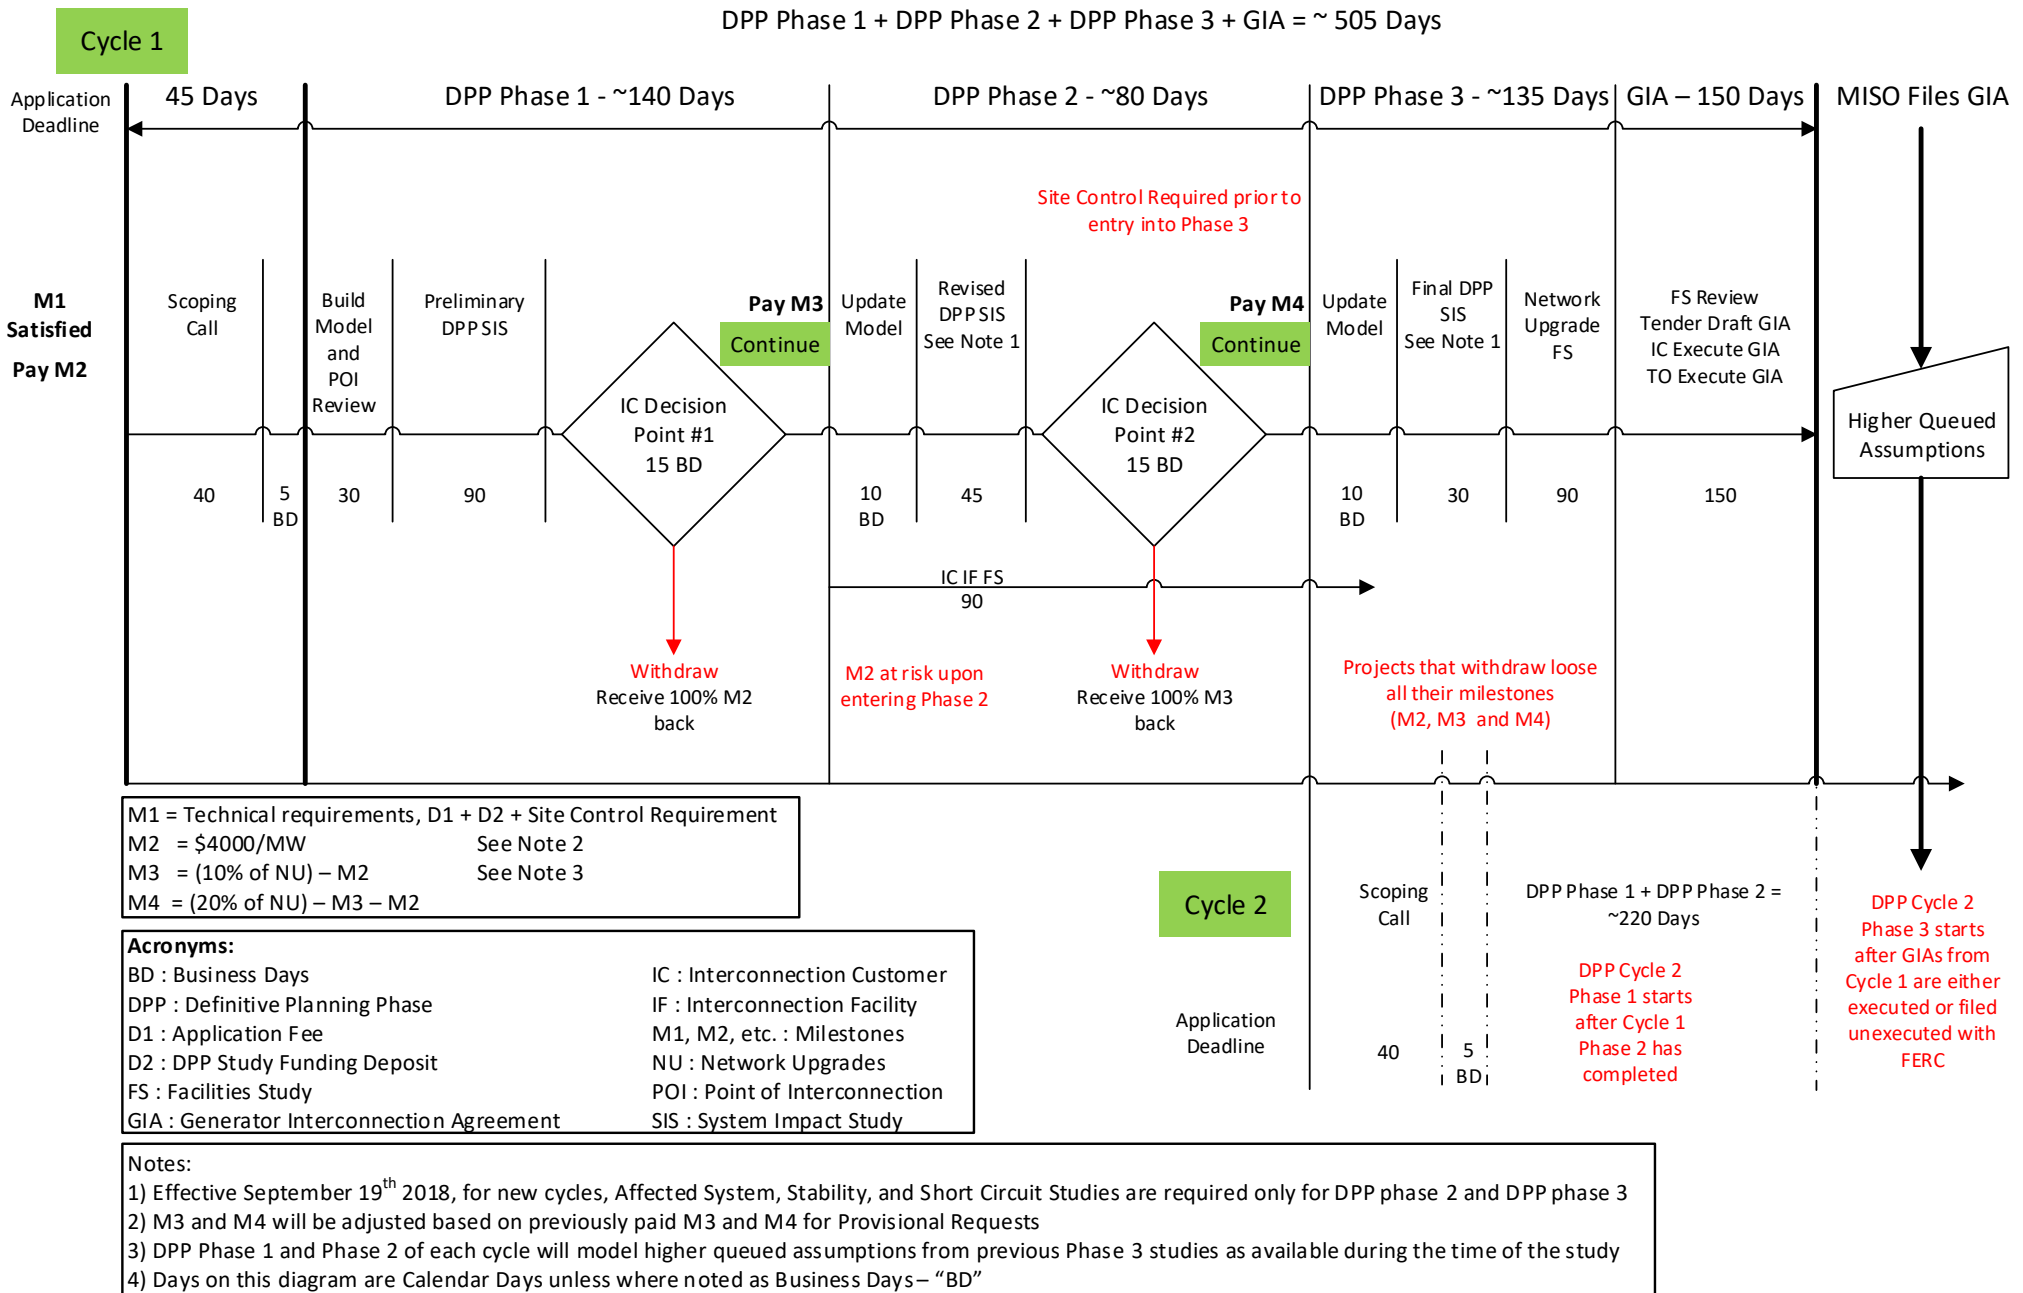 DPP Phase 1 + DPP Phase 2 + DPP Phase 3 + GIA = ~ 505 Days
Cycle 1
Application
Deadline
45 Days
DPP Phase 1 - ~140 Days
DPP Phase 2 - ~80 Days
DPP Phase 3 - ~135 Days
GIA – 150 Days
MISO Files GIA
Site Control Required prior to
entry into Phase 3
M1
Satisfied
Pay M2
Scoping
Call
Build
Model
and
POI
Review
Preliminary
DPP SIS
Pay M3
Continue
IC Decision
Point #1
15 BD
Update
Model
Revised
DPP SIS
See Note 1
Pay M4
Continue
IC Decision
Point #2
15 BD
Update
Model
Final DPP
SIS
See Note 1
Network
Upgrade
FS
FS Review
Tender Draft GIA
IC Execute GIA
TO Execute GIA
Higher Queued
Assumptions
40
5
BD
30
90
10
BD
45
10
BD
30
90
150
IC IF FS
90
Withdraw
Receive 100% M2
back
M2 at risk upon
entering Phase 2
Withdraw
Receive 100% M3
back
Projects that withdraw loose
all their milestones
(M2, M3 and M4)
M1 = Technical requirements, D1 + D2 + Site Control Requirement
M2 = $4000/MW See Note 2
M3 = (10% of NU) – M2 See Note 3
M4 = (20% of NU) – M3 – M2
Cycle 2
Application
Deadline
Scoping
Call
40
5
BD
DPP Phase 1 + DPP Phase 2 =
~220 Days
DPP Cycle 2
Phase 1 starts
after Cycle 1
Phase 2 has
completed
DPP Cycle 2
Phase 3 starts
after GIAs from
Cycle 1 are either
executed or filed
unexecuted with
FERC
Acronyms:
BD : Business Days IC : Interconnection Customer
DPP : Definitive Planning Phase IF : Interconnection Facility
D1 : Application Fee M1, M2, etc. : Milestones
D2 : DPP Study Funding Deposit NU : Network Upgrades
FS : Facilities Study POI : Point of Interconnection
GIA : Generator Interconnection Agreement SIS : System Impact Study
Notes:
1) Effective September 19th 2018, for new cycles, Affected System, Stability, and Short Circuit Studies are required only for DPP phase 2 and DPP phase 3
2) M3 and M4 will be adjusted based on previously paid M3 and M4 for Provisional Requests
3) DPP Phase 1 and Phase 2 of each cycle will model higher queued assumptions from previous Phase 3 studies as available during the time of the study
4) Days on this diagram are Calendar Days unless where noted as Business Days – “BD”